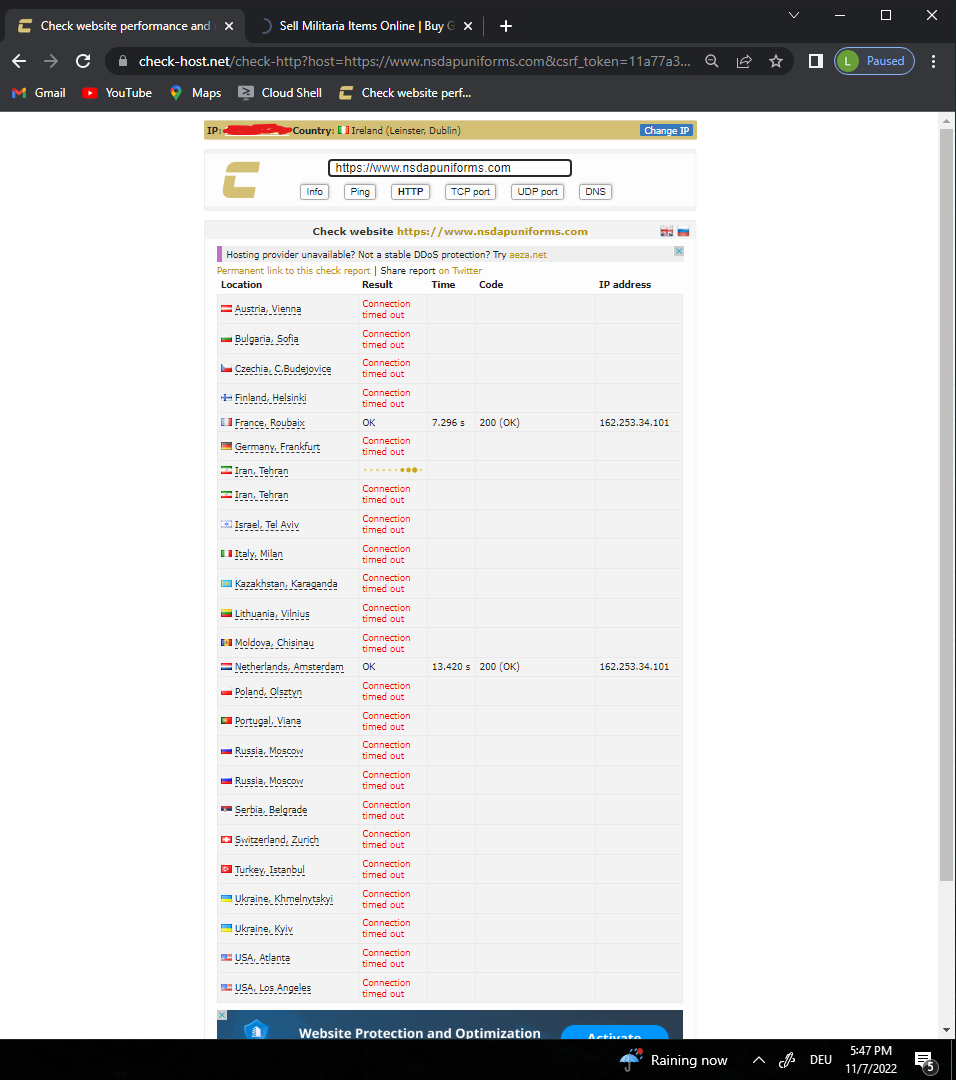 Check website performance and
Sell Militaria Items Online | Buy G
check-host.net/check-http?host=https://www.nsdapuniforms.com&csrf_token=11a77a3...
L
Paused
Gmail
YouTube
Maps
Cloud Shell
Check website perf...
IP:
Country: Ireland (Leinster, Dublin)
Change IP
https://www.nsdapuniforms.com
Info
Ping
HTTP
TCP port
UDP port
DNS
Check website https://www.nsdapuniforms.com
Hosting provider unavailable? Not a stable DDoS protection? Try aeza.net
Permanent link to this check report | Share report on Twitter
Location Result Time Code IP address
Austria, Vienna Connection timed out
Bulgaria, Sofia Connection timed out
Czechia, C.Budejovice Connection timed out
Finland, Helsinki Connection timed out
France, Roubaix OK 7.296 s 200 (OK) 162.253.34.101
Germany, Frankfurt Connection timed out
Iran, Tehran
Iran, Tehran Connection timed out
Israel, Tel Aviv Connection timed out
Italy, Milan Connection timed out
Kazakhstan, Karaganda Connection timed out
Lithuania, Vilnius Connection timed out
Moldova, Chisinau Connection timed out
Netherlands, Amsterdam OK 13.420 s 200 (OK) 162.253.34.101
Poland, Olsztyn Connection timed out
Portugal, Viana Connection timed out
Russia, Moscow Connection timed out
Russia, Moscow Connection timed out
Serbia, Belgrade Connection timed out
Switzerland, Zurich Connection timed out
Turkey, Istanbul Connection timed out
Ukraine, Khmelnytskyi Connection timed out
Ukraine, Kyiv Connection timed out
USA, Atlanta Connection timed out
USA, Los Angeles Connection timed out
Website Protection and Optimization
Activate
Raining now
DEU
5:47 PM
11/7/2022
5